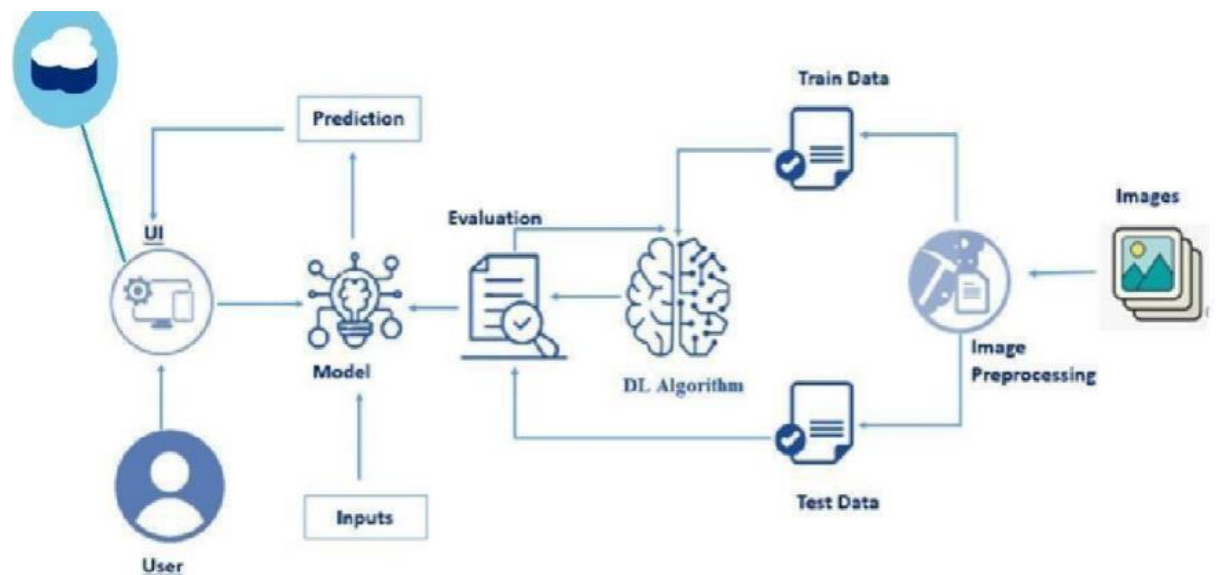 Train Data
Prediction
Images
Evaluation
UI
Image
Preprocessing
Model
DL Algorithm
Test Data
Inputs
User